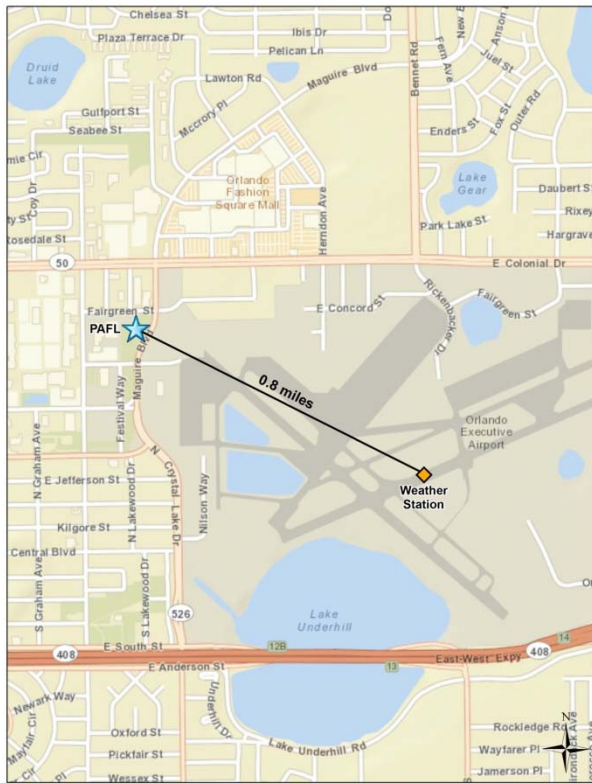 Chelsea St
Plaza Terrace Dr
Ibis Dr
Pelican Ln
Bennet Rd
Fern Ave
Juel St
Druid
Lake
Lawton Rd
Maguire Blvd
Mccrory Pl
Gulfport St
Seabee St
Enders St
Fox St
Outer Rd
Coy Dr
Orlando
Fashion
Square Mall
Herndon Ave
Lake
Gear
Daubert St
Park Lake St
Rosedale St
50
E Colonial Dr
Fairgreen St
PAFL
Maguire Blvd
E Concord St
Rickenbacker Dr
Fairgreen St
Festival Way
0.8 miles
Orlando
Executive
Airport
N Graham Ave
N Lakewood Dr
N Crystal Lake Dr
E Jefferson St
Nilson Way
Weather
Station
Kilgore St
Central Blvd
S Graham Ave
S Lakewood Dr
526
Lake
Underhill
E South St
12B
14
408
13
East-West Expy
408
E Anderson St
Newark Way
Mayfair Cir
Underhill Dr
Oxford St
Pickfair St
Wessex St
Lake Underhill Rd
Rockledge Rd
Wayfarer Pl
Jamerson Pl
N